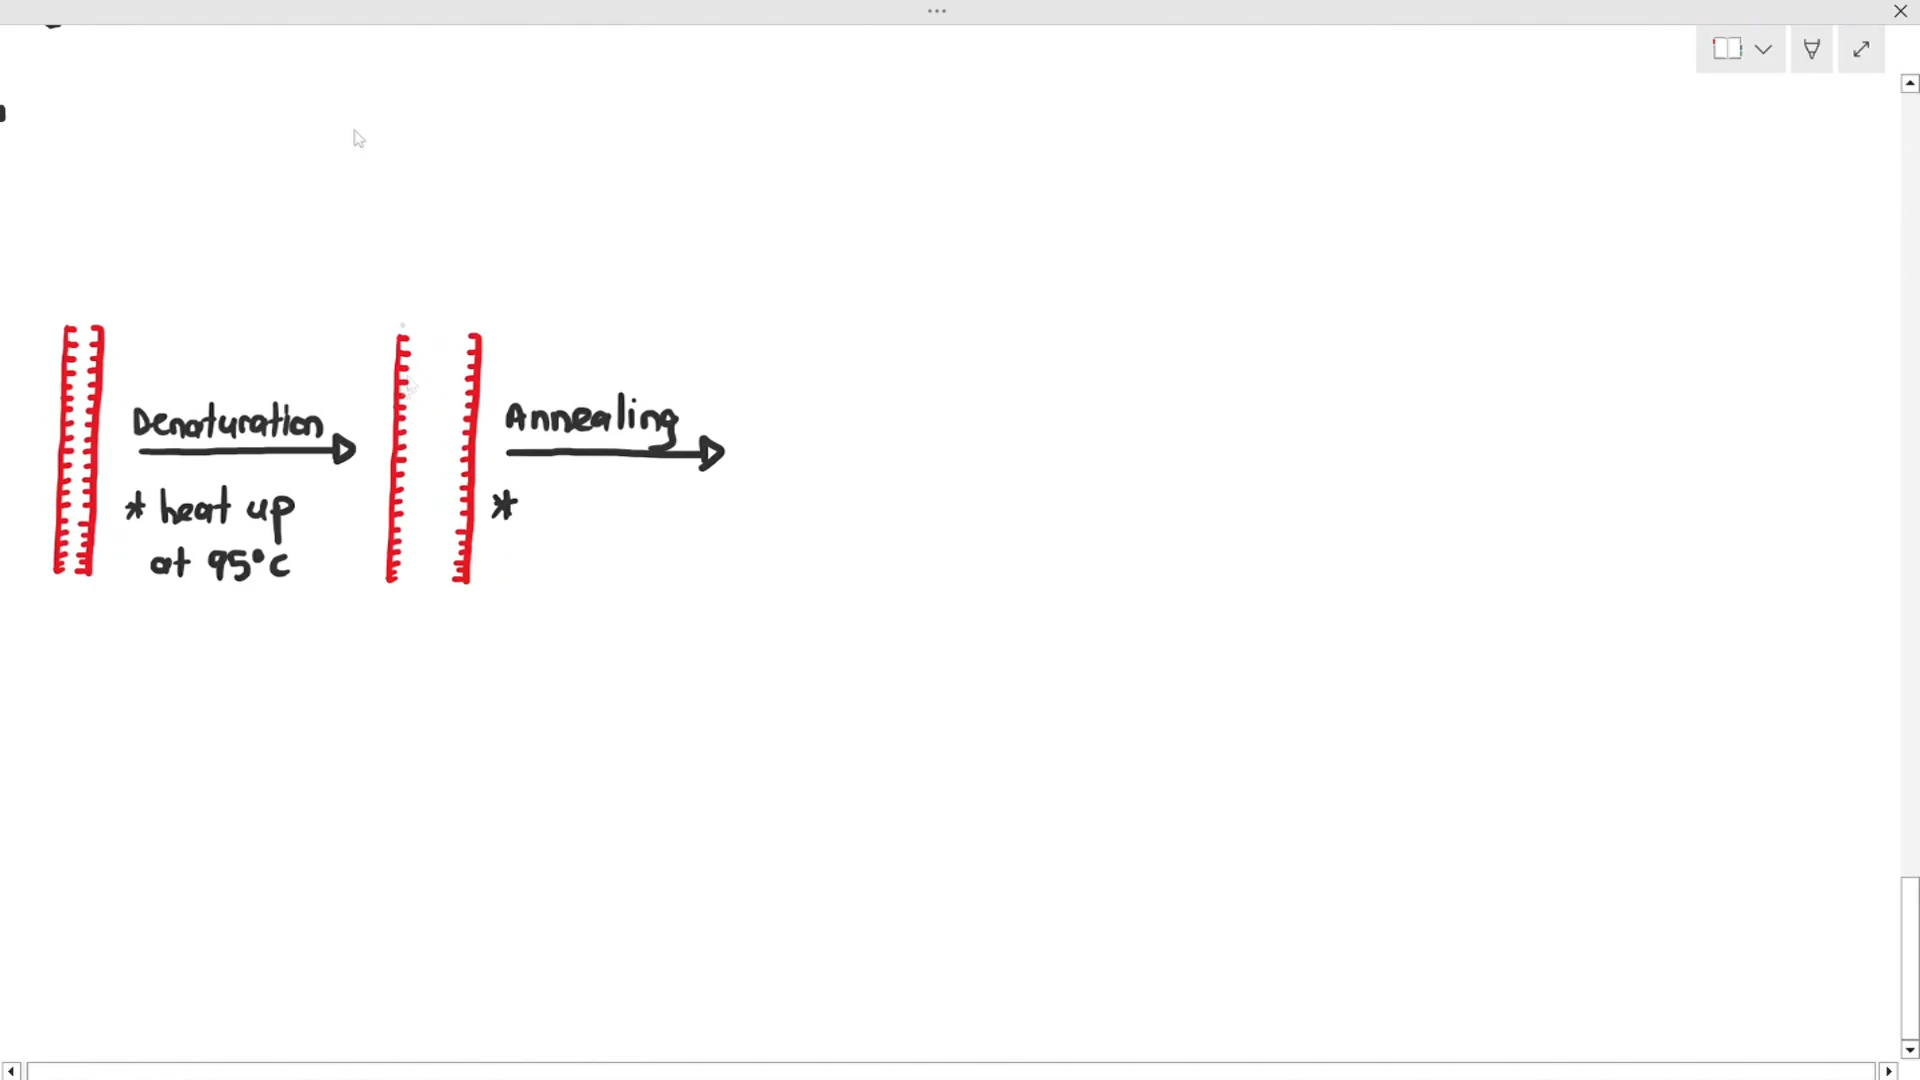 Denaturation
* heat up
at 95°C
Annealing
*